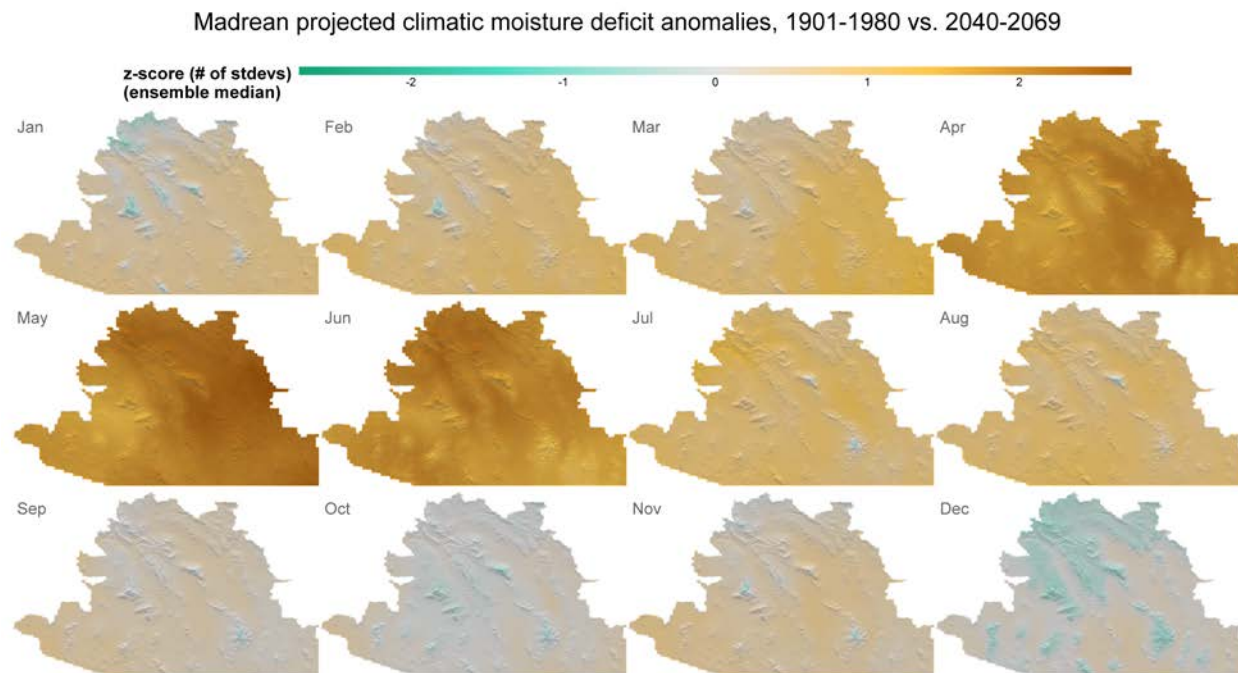 Madrean projected climatic moisture deficit anomalies, 1901-1980 vs. 2040-2069
z-score (# of stdevs)
(ensemble median)
-2 -1 0 1 2
Jan Feb Mar Apr
May Jun Jul Aug
Sep Oct Nov Dec